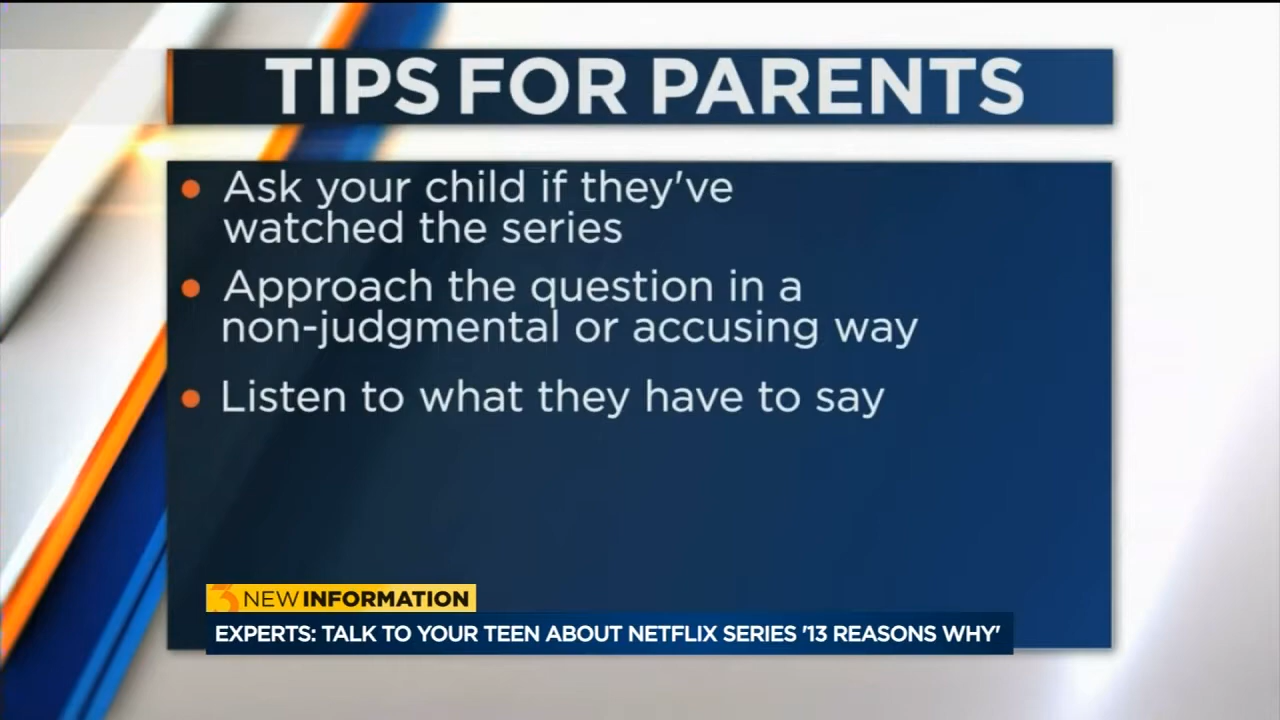 TIPS FOR PARENTS
• Ask your child if they've
watched the series
• Approach the question in a
non-judgmental or accusing way
• Listen to what they have to say
3 NEW INFORMATION
EXPERTS: TALK TO YOUR TEEN ABOUT NETFLIX SERIES '13 REASONS WHY'